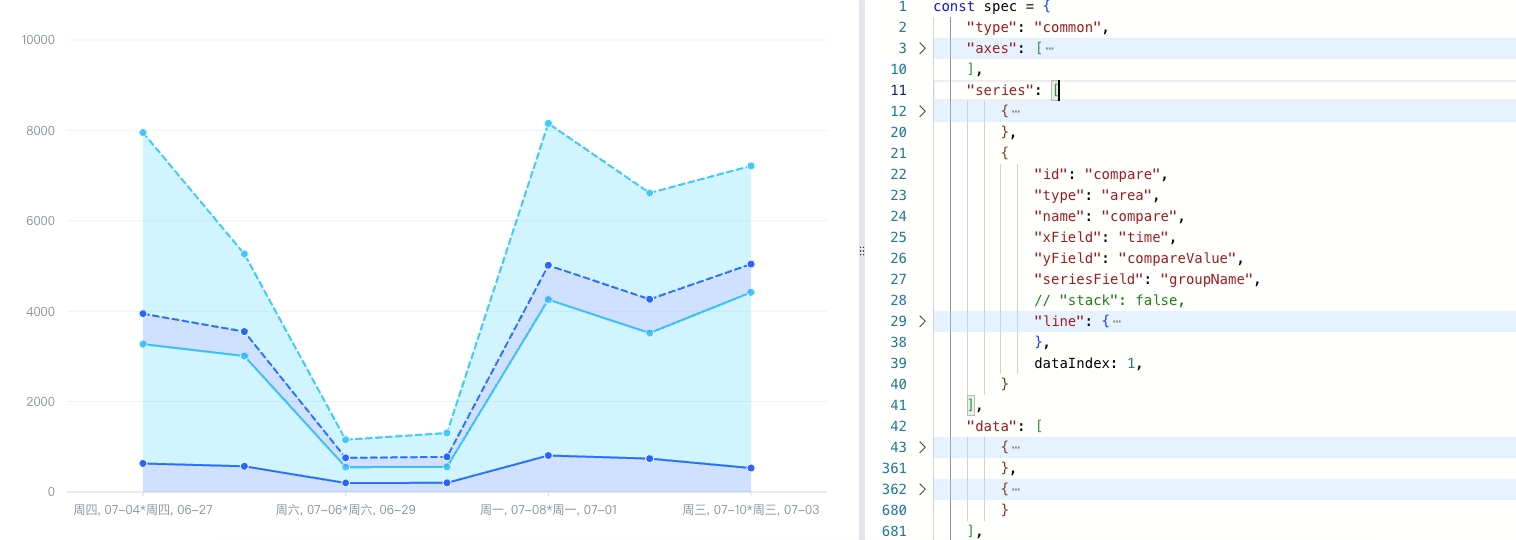 10000
8000
6000
4000
2000
0
周四, 07-04*周四, 06-27
周六, 07-06*周六, 06-29
周一, 07-08*周一, 07-01
周三, 07-10*周三, 07-03
1 const spec = {
2 "type": "common",
3 "axes": [⋯
10 ],
11 "series": [
12 {⋯
20 },
21 {
22 "id": "compare",
23 "type": "area",
24 "name": "compare",
25 "xField": "time",
26 "yField": "compareValue",
27 "seriesField": "groupName",
28 // "stack": false,
29 "line": {⋯
38 },
39 dataIndex: 1,
40 }
41 ],
42 "data": [
43 {⋯
361 },
362 {⋯
680 }
681 ],